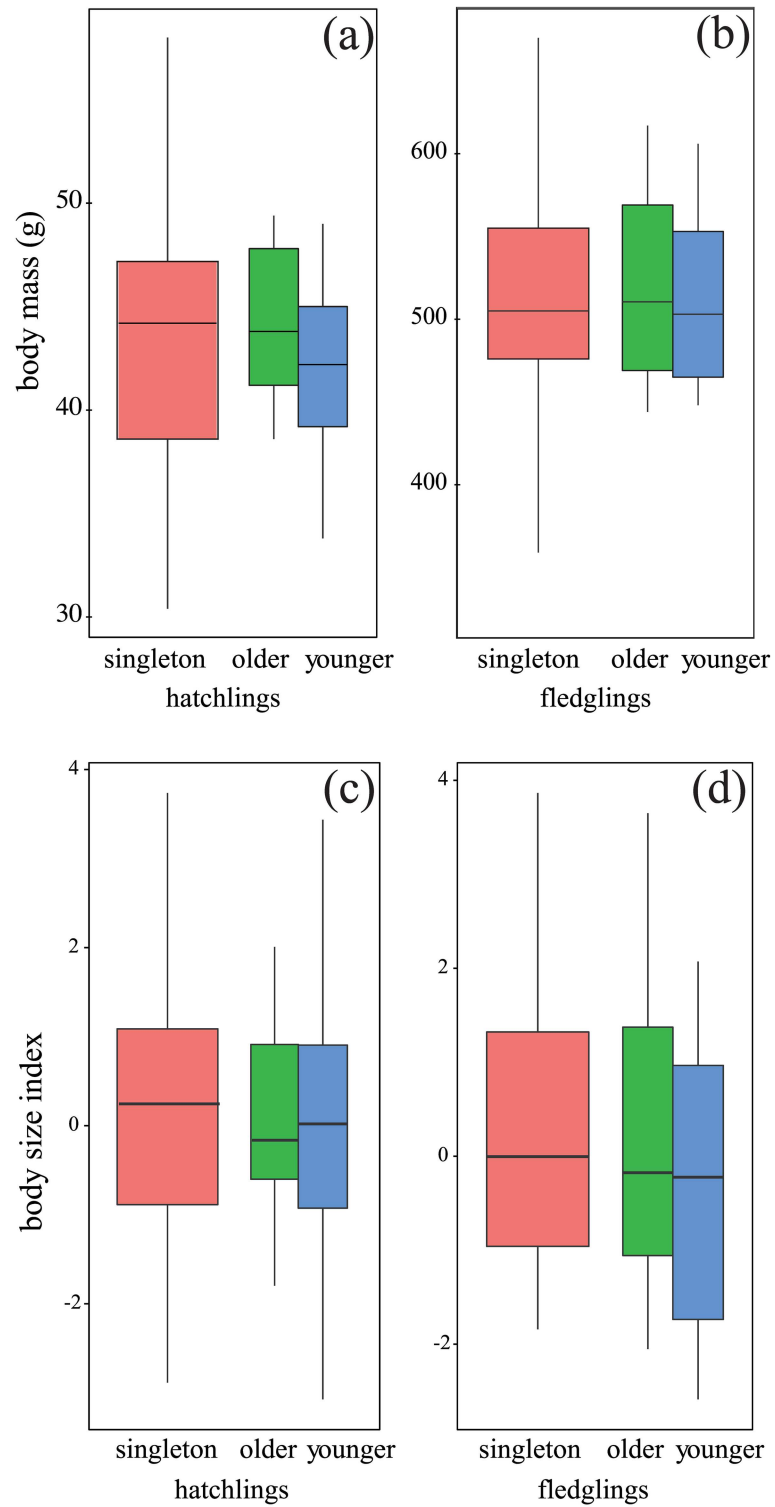 (a)
50
40
30
body mass (g)
singleton older younger
hatchlings
(b)
600
500
400
singleton older younger
fledglings
(c)
4
2
0
-2
body size index
singleton older younger
hatchlings
(d)
4
2
0
-2
singleton older younger
fledglings